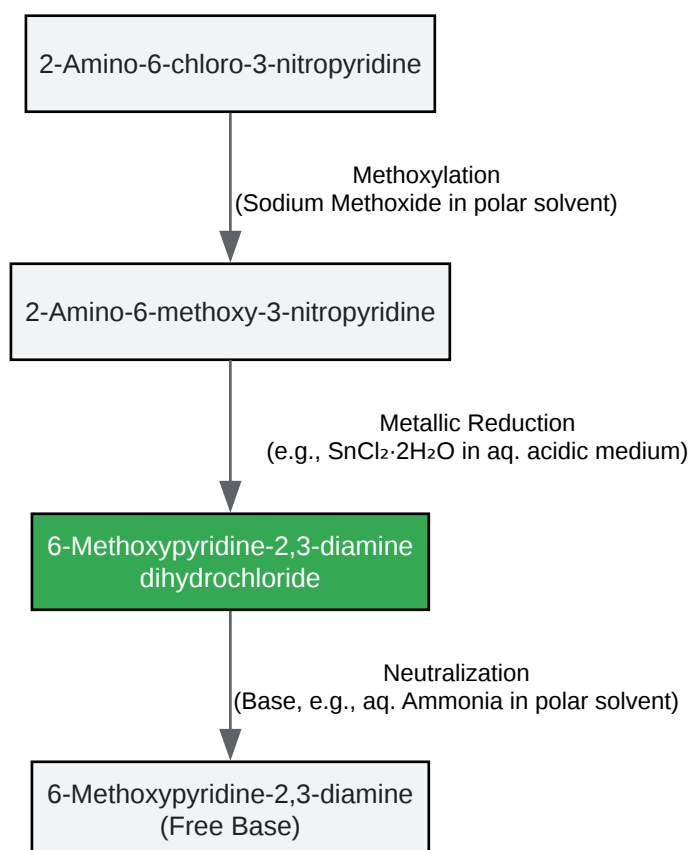 2-Amino-6-chloro-3-nitropyridine
Methoxylation
(Sodium Methoxide in polar solvent)
2-Amino-6-methoxy-3-nitropyridine
Metallic Reduction
(e.g., SnCl₂·2H₂O in aq. acidic medium)
6-Methoxypyridine-2,3-diamine
dihydrochloride
Neutralization
(Base, e.g., aq. Ammonia in polar solvent)
6-Methoxypyridine-2,3-diamine
(Free Base)